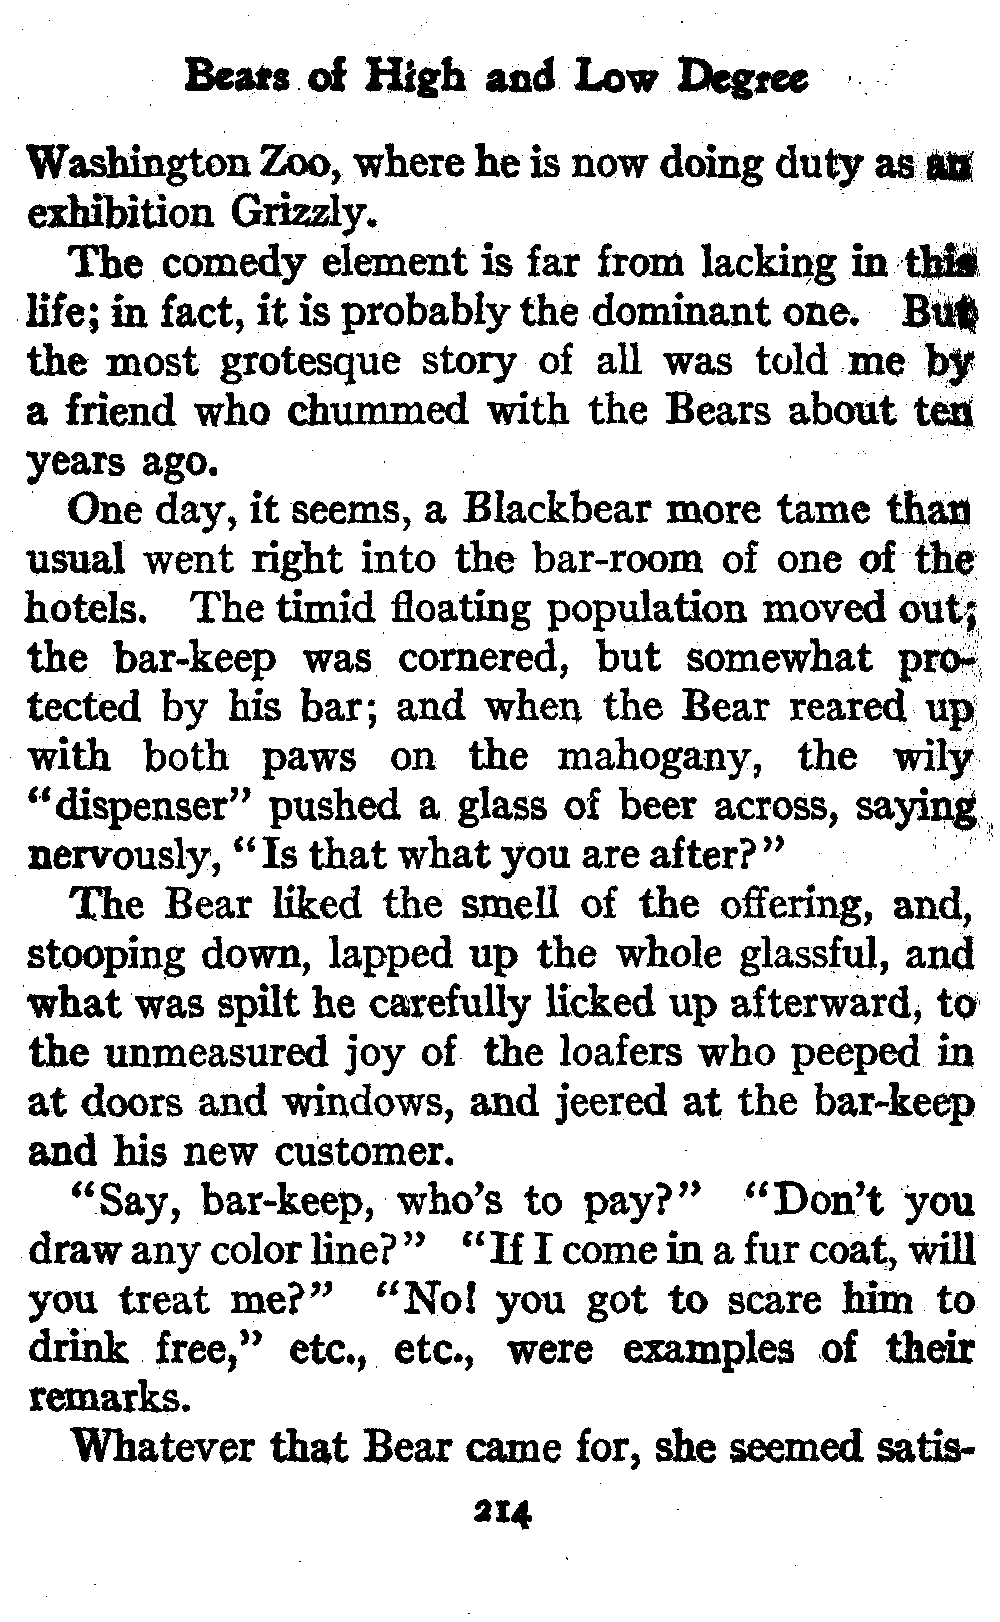 Bears of High and Low Degree
Washington Zoo, where he is now doing duty as an
exhibition Grizzly.
The comedy element is far from lacking in this
life; in fact, it is probably the dominant one. But
the most grotesque story of all was told me by
a friend who chummed with the Bears about ten
years ago.
One day, it seems, a Blackbear more tame than
usual went right into the bar-room of one of the
hotels. The timid floating population moved out;
the bar-keep was cornered, but somewhat pro-
tected by his bar; and when the Bear reared up
with both paws on the mahogany, the wily
"dispenser" pushed a glass of beer across, saying
nervously, "Is that what you are after?"
The Bear liked the smell of the offering, and,
stooping down, lapped up the whole glassful, and
what was spilt he carefully licked up afterward, to
the unmeasured joy of the loafers who peeped in
at doors and windows, and jeered at the bar-keep
and his new customer.
"Say, bar-keep, who's to pay?" "Don't you
draw any color line?" "If I come in a fur coat, will
you treat me?" "No! you got to scare him to
drink free," etc., etc., were examples of their
remarks.
Whatever that Bear came for, she seemed satis-
214